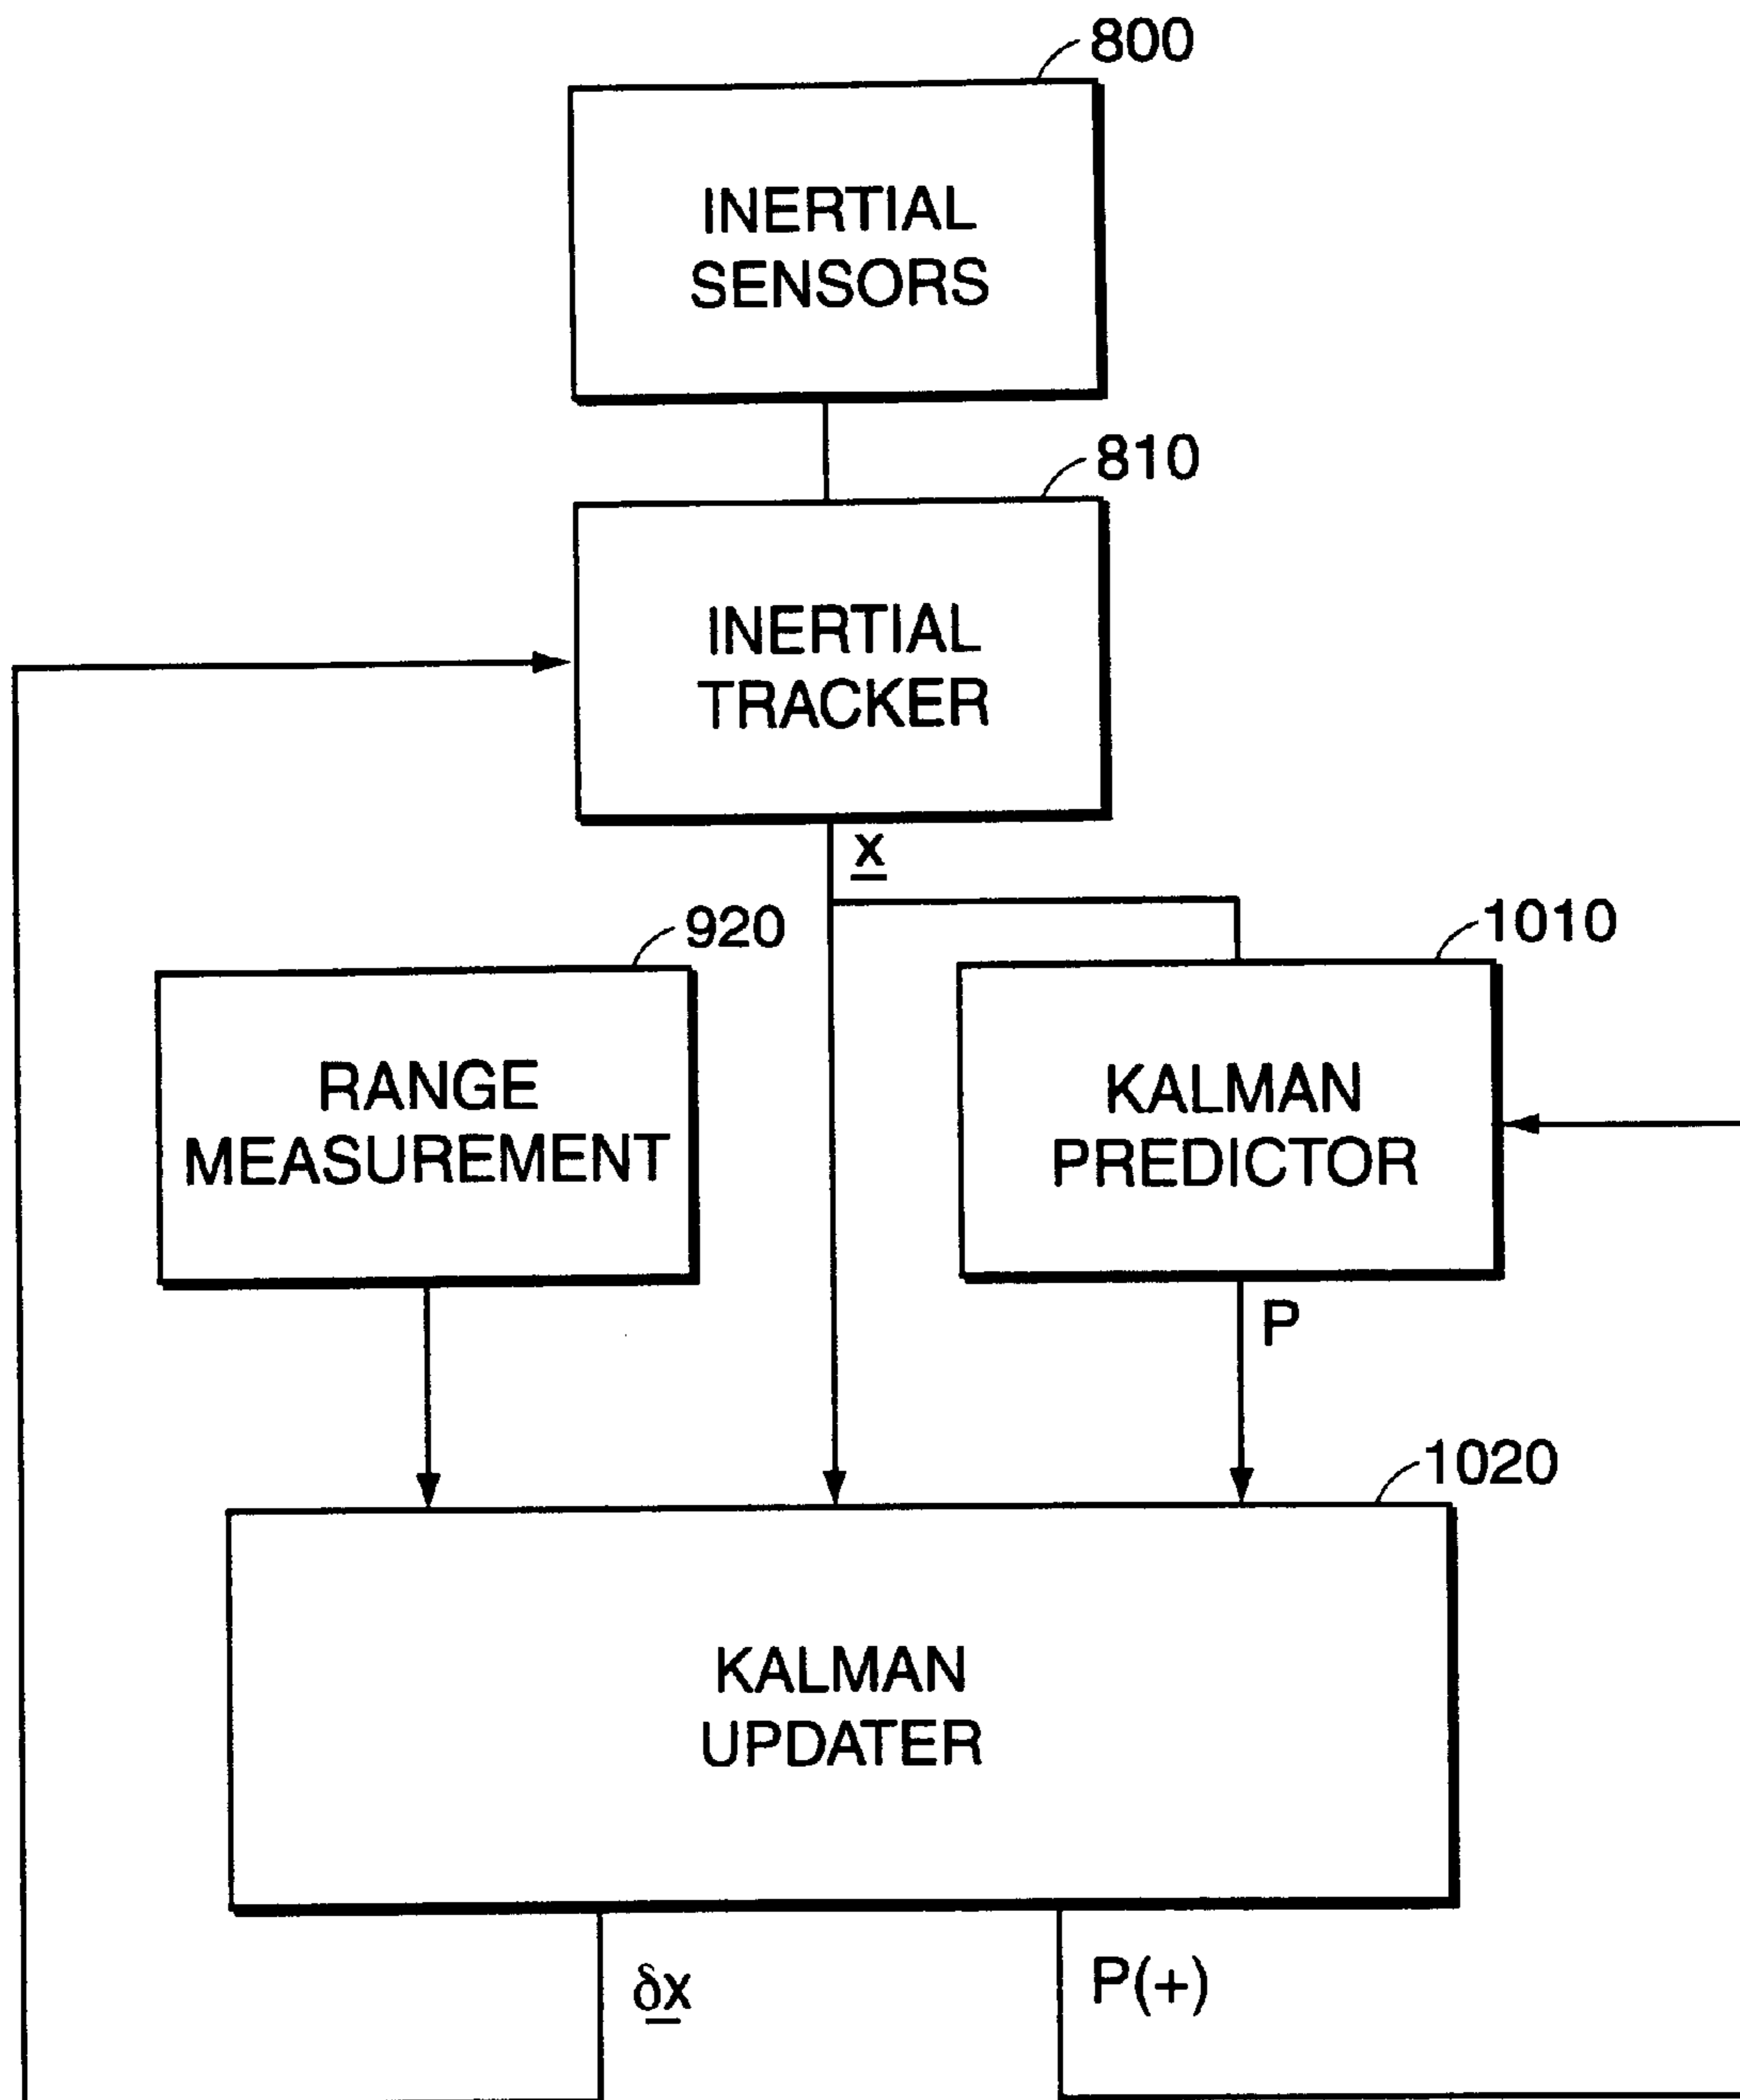 800
INERTIAL
SENSORS
810
INERTIAL
TRACKER
x
920
1010
RANGE
MEASUREMENT
KALMAN
PREDICTOR
P
1020
KALMAN
UPDATER
δx
P(+)